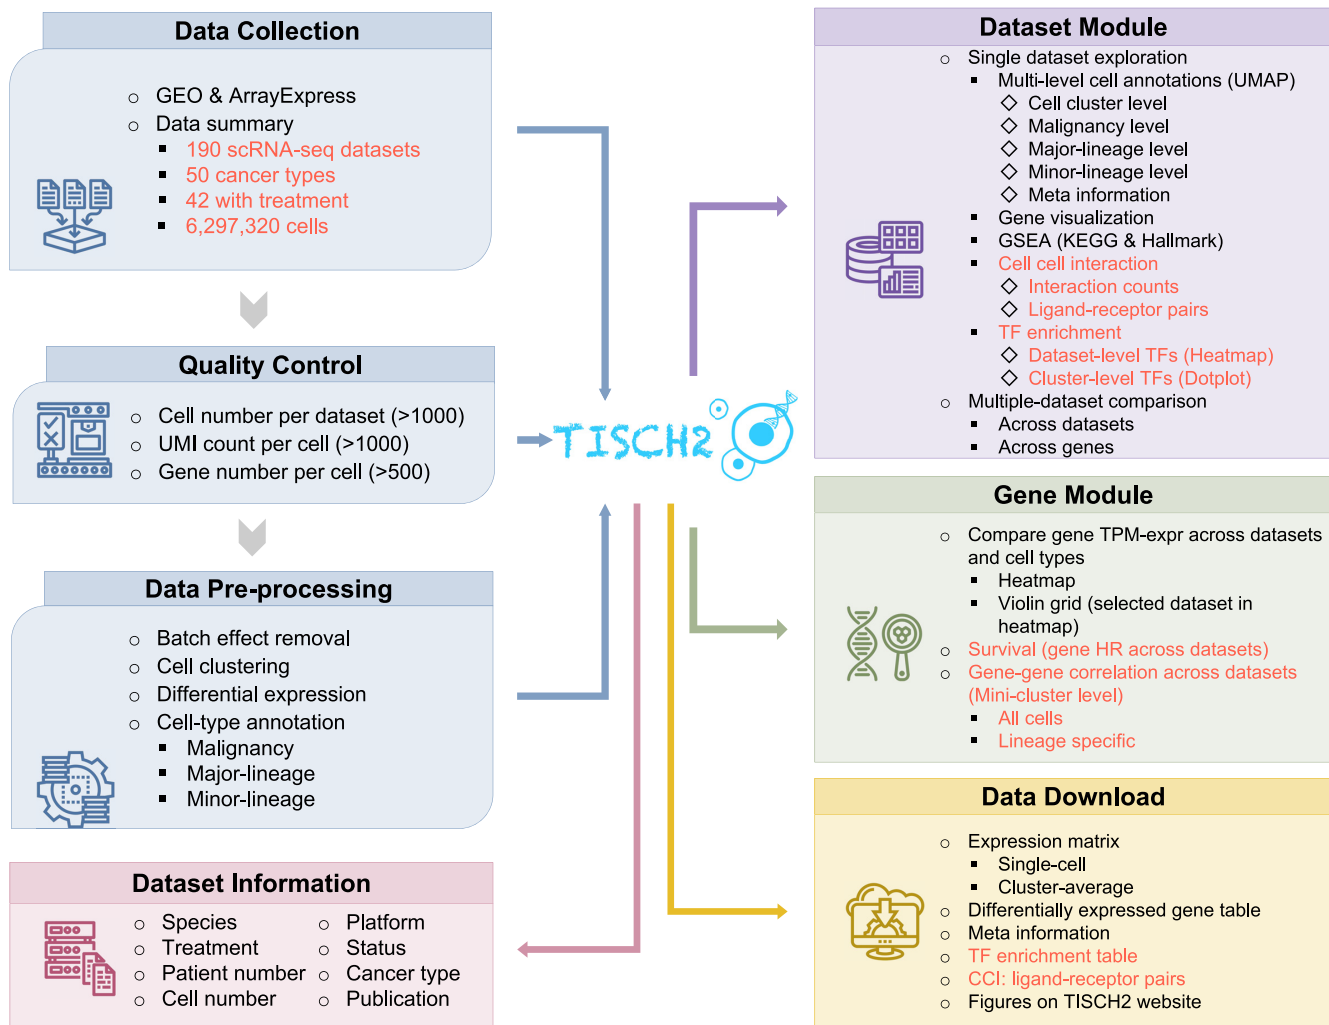 Data Collection
GEO & ArrayExpress
Data summary
190 scRNA-seq datasets
50 cancer types
42 with treatment
6,297,320 cells
Quality Control
Cell number per dataset (>1000)
UMI count per cell (>1000)
Gene number per cell (>500)
Data Pre-processing
Batch effect removal
Cell clustering
Differential expression
Cell-type annotation
Malignancy
Major-lineage
Minor-lineage
Dataset Information
Species
Treatment
Patient number
Cell number
Platform
Status
Cancer type
Publication
TISCH2
Dataset Module
Single dataset exploration
Multi-level cell annotations (UMAP)
Cell cluster level
Malignancy level
Major-lineage level
Minor-lineage level
Meta information
Gene visualization
GSEA (KEGG & Hallmark)
Cell cell interaction
Interaction counts
Ligand-receptor pairs
TF enrichment
Dataset-level TFs (Heatmap)
Cluster-level TFs (Dotplot)
Multiple-dataset comparison
Across datasets
Across genes
Gene Module
Compare gene TPM-expr across datasets
and cell types
Heatmap
Violin grid (selected dataset in
heatmap)
Survival (gene HR across datasets)
Gene-gene correlation across datasets
(Mini-cluster level)
All cells
Lineage specific
Data Download
Expression matrix
Single-cell
Cluster-average
Differentially expressed gene table
Meta information
TF enrichment table
CCI: ligand-receptor pairs
Figures on TISCH2 website